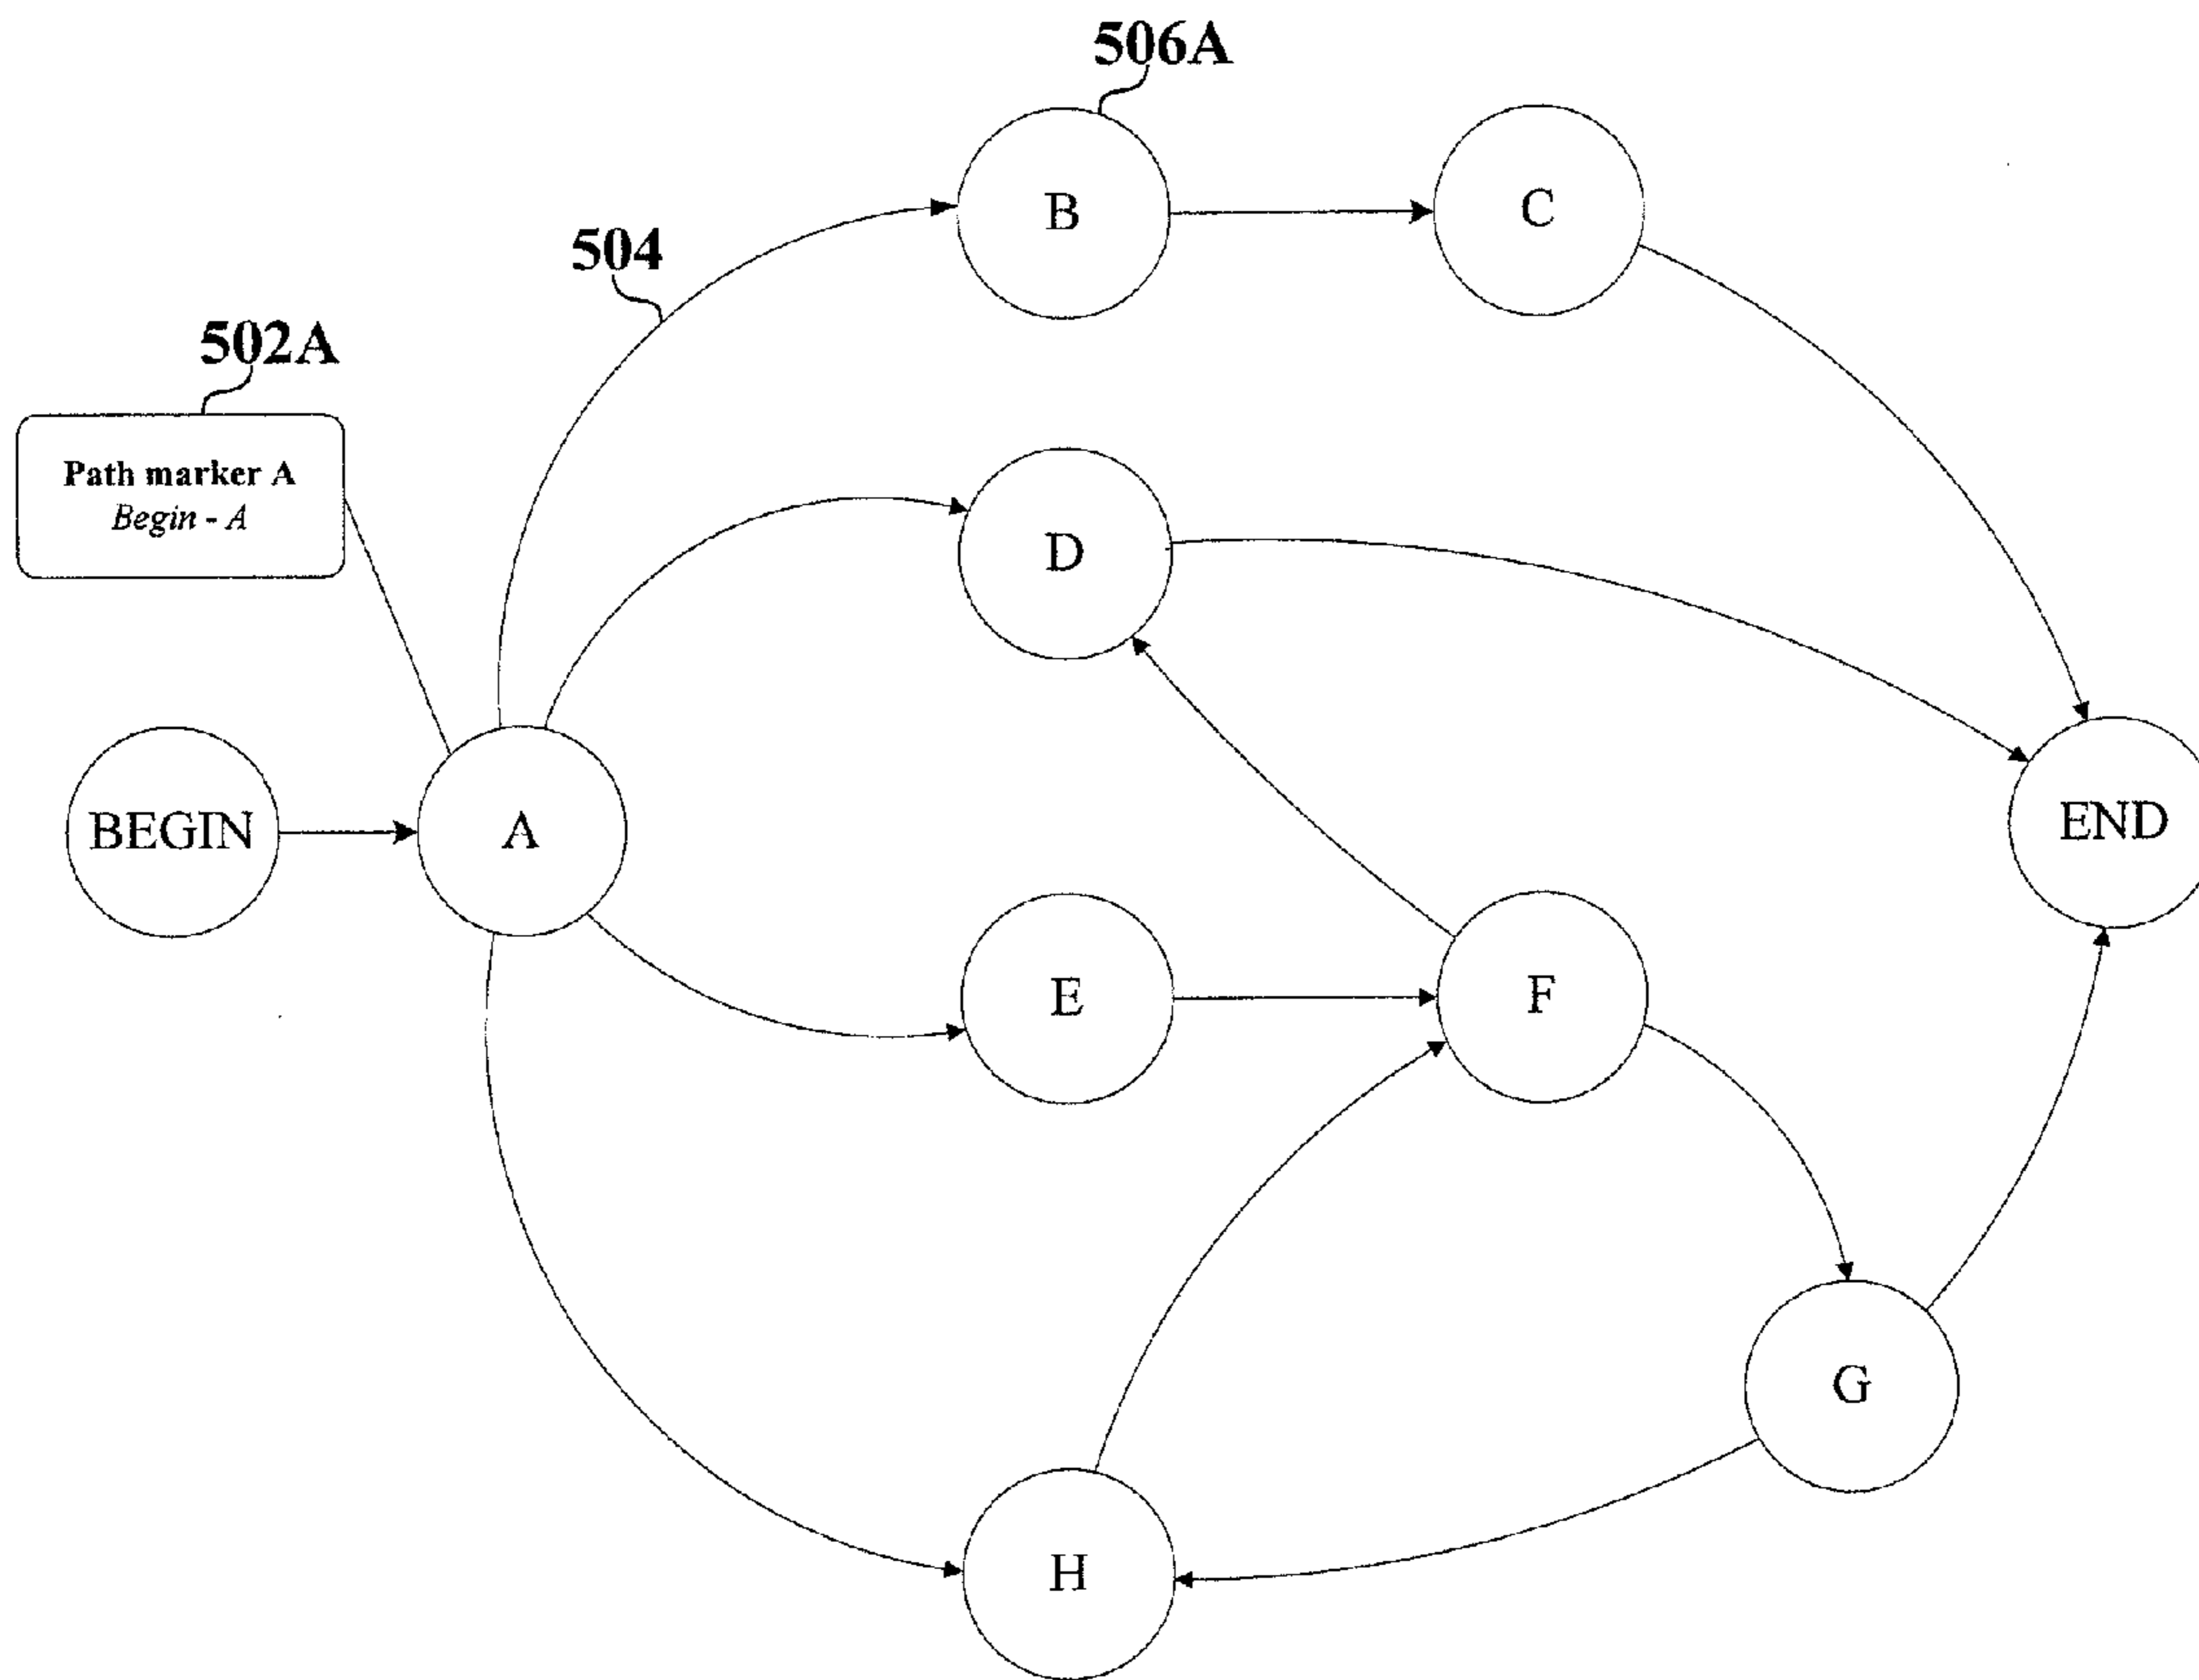 506A
B
C
504
502A
Path marker A
Begin - A
D
BEGIN
A
END
E
F
G
H